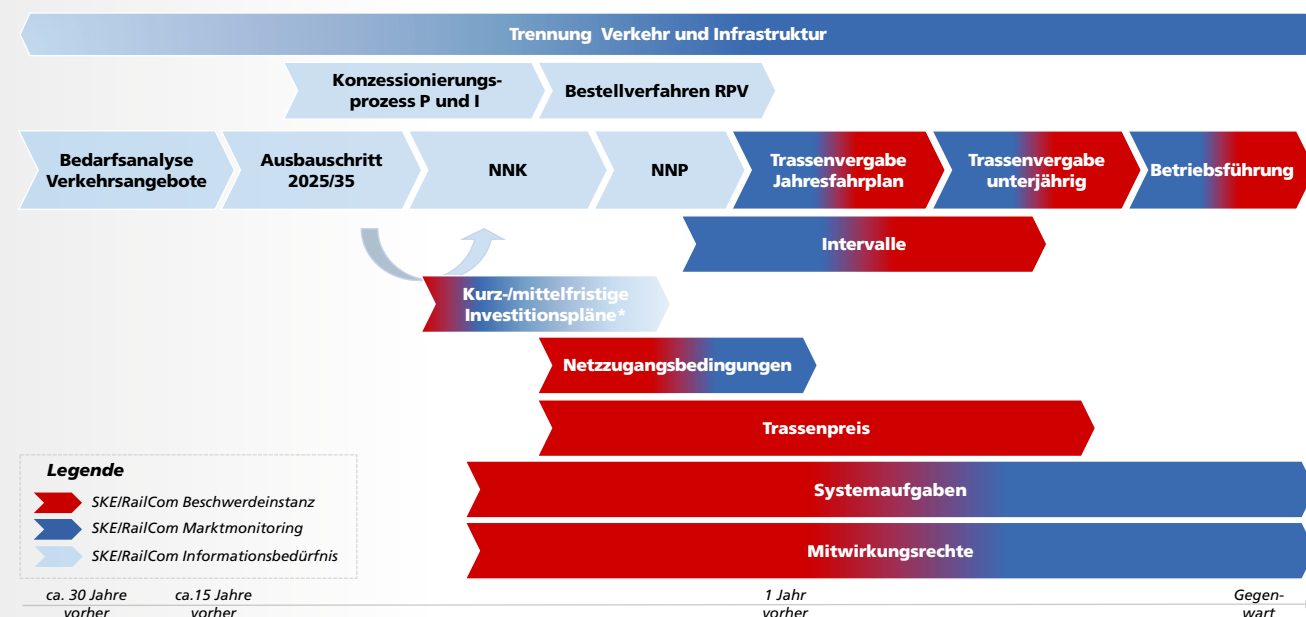 Trennung Verkehr und Infrastruktur
Konzessionierungs-
prozess P und I
Bestellverfahren RPV
Bedarfsanalyse
Verkehrsangebote
Ausbauschritt
2025/35
NNK
NNP
Trassenvergabe
Jahresfahrplan
Trassenvergabe
unterjährig
Betriebsführung
Intervalle
Kurz-/mittelfristige
Investitionspläne*
Netzzugangsbedingungen
Trassenpreis
Systemaufgaben
Mitwirkungsrechte
Legende
SKE/RailCom Beschwerdeinstanz
SKE/RailCom Marktmonitoring
SKE/RailCom Informationsbedürfnis
ca. 30 Jahre
vorher
ca.15 Jahre
vorher
1 Jahr
vorher
Gegen-
wart